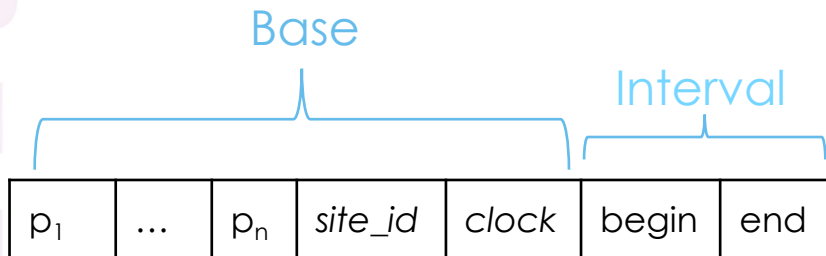 Base
Interval
p₁ … pₙ site_id clock begin end